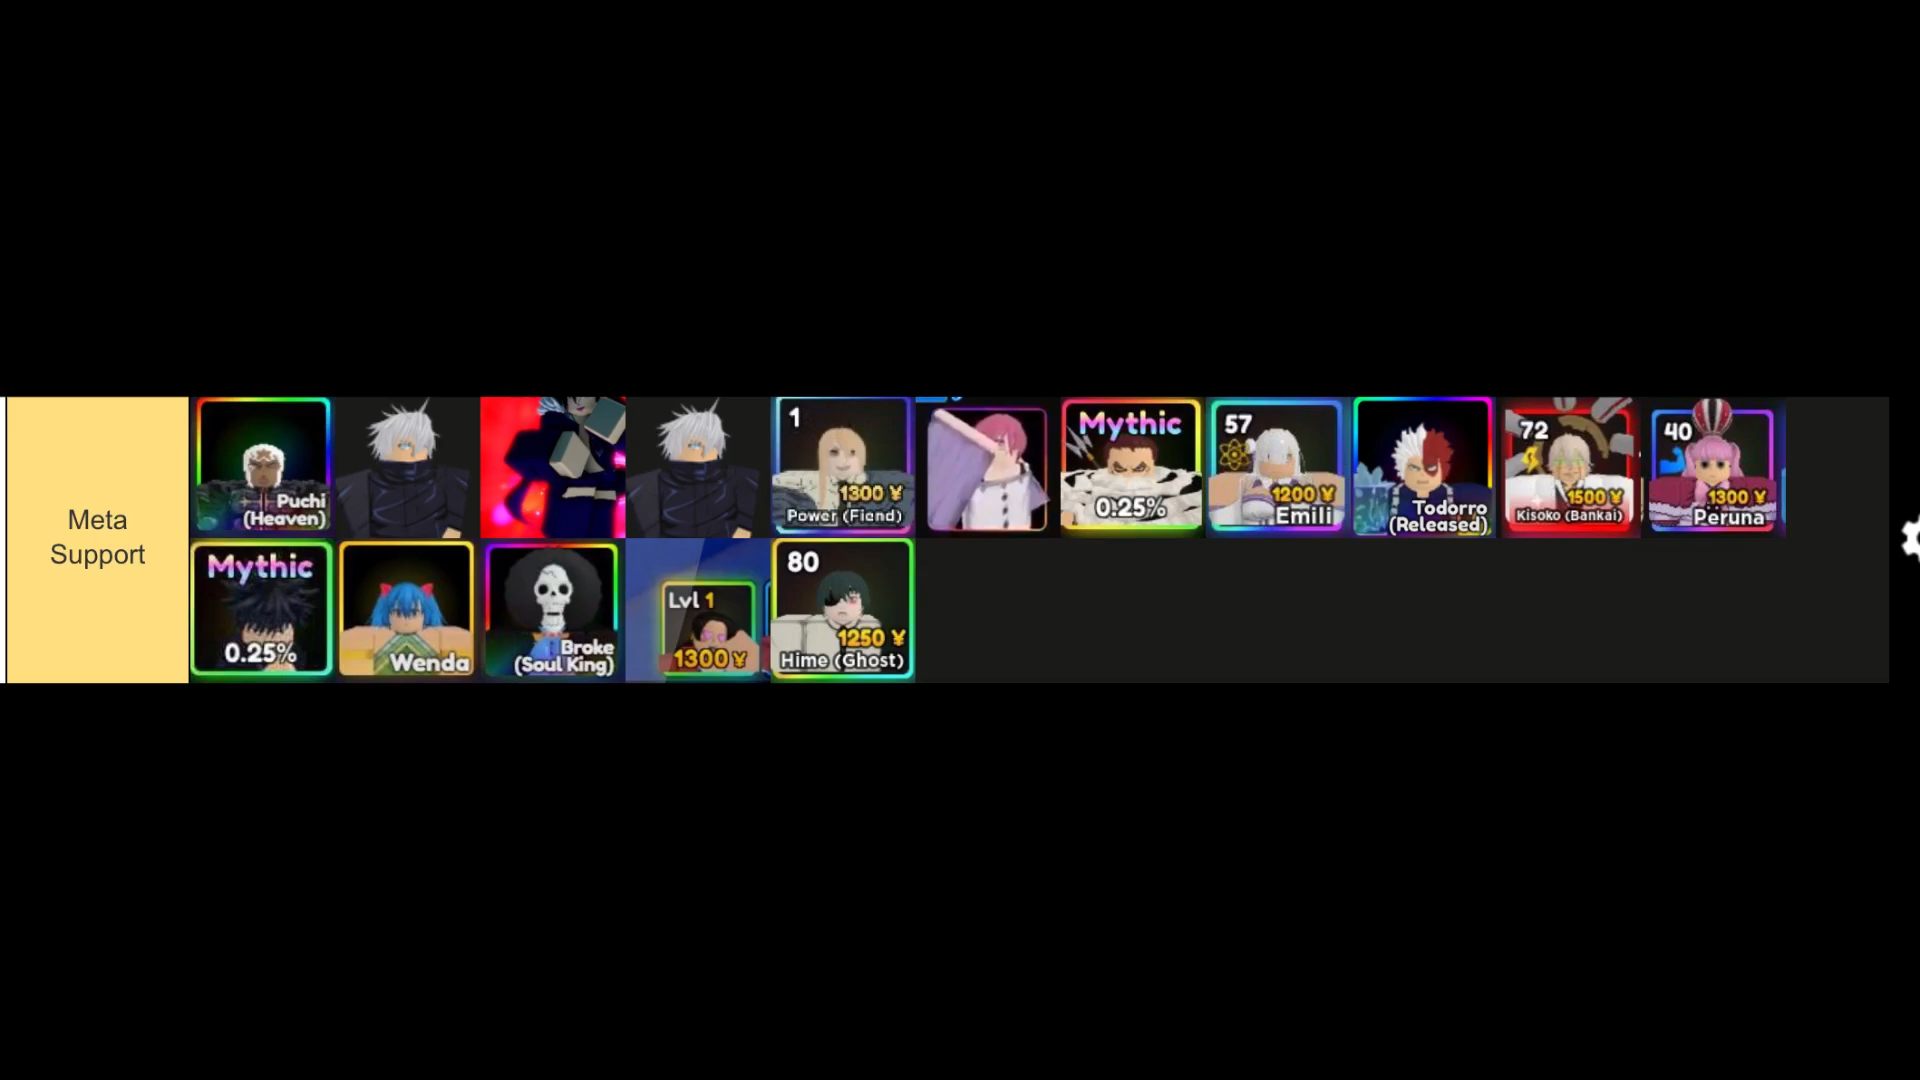 Meta
Support
Puchi
(Heaven)
1
1300 ¥
Power (Fiend)
Mythic
0.25%
57
1200 ¥
Emili
Todorro
(Released)
72
1500 ¥
Kisoko (Bankai)
40
1300 ¥
Peruna
Mythic
0.25%
Wenda
Broke
(Soul King)
Lvl 1
1300 ¥
80
1250 ¥
Hime (Ghost)